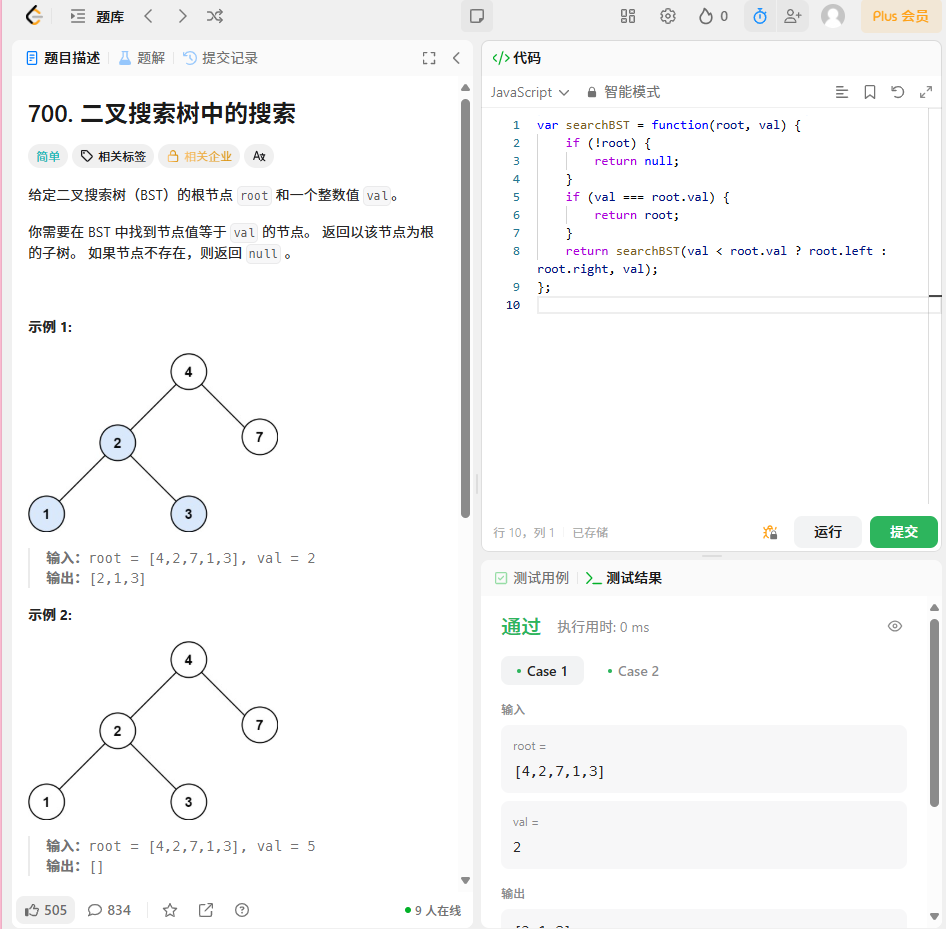 题库
0
Plus 会员
题目描述
题解
提交记录
700. 二叉搜索树中的搜索
简单
相关标签
相关企业
Ax
给定二叉搜索树（BST）的根节点 root 和一个整数值 val。
你需要在 BST 中找到节点值等于 val 的节点。 返回以该节点为根
的子树。 如果节点不存在，则返回 null 。
示例 1:
4
2
7
1
3
输入: root = [4,2,7,1,3], val = 2
输出: [2,1,3]
示例 2:
4
2
7
1
3
输入: root = [4,2,7,1,3], val = 5
输出: []
505
834
9 人在线
</> 代码
JavaScript
智能模式
1 var searchBST = function(root, val) {
2     if (!root) {
3         return null;
4     }
5     if (val === root.val) {
6         return root;
7     }
8     return searchBST(val < root.val ? root.left :
root.right, val);
9 };
10
行 10，列 1
已存储
运行
提交
测试用例
测试结果
通过
执行用时: 0 ms
Case 1
Case 2
输入
root =
[4,2,7,1,3]
val =
2
输出